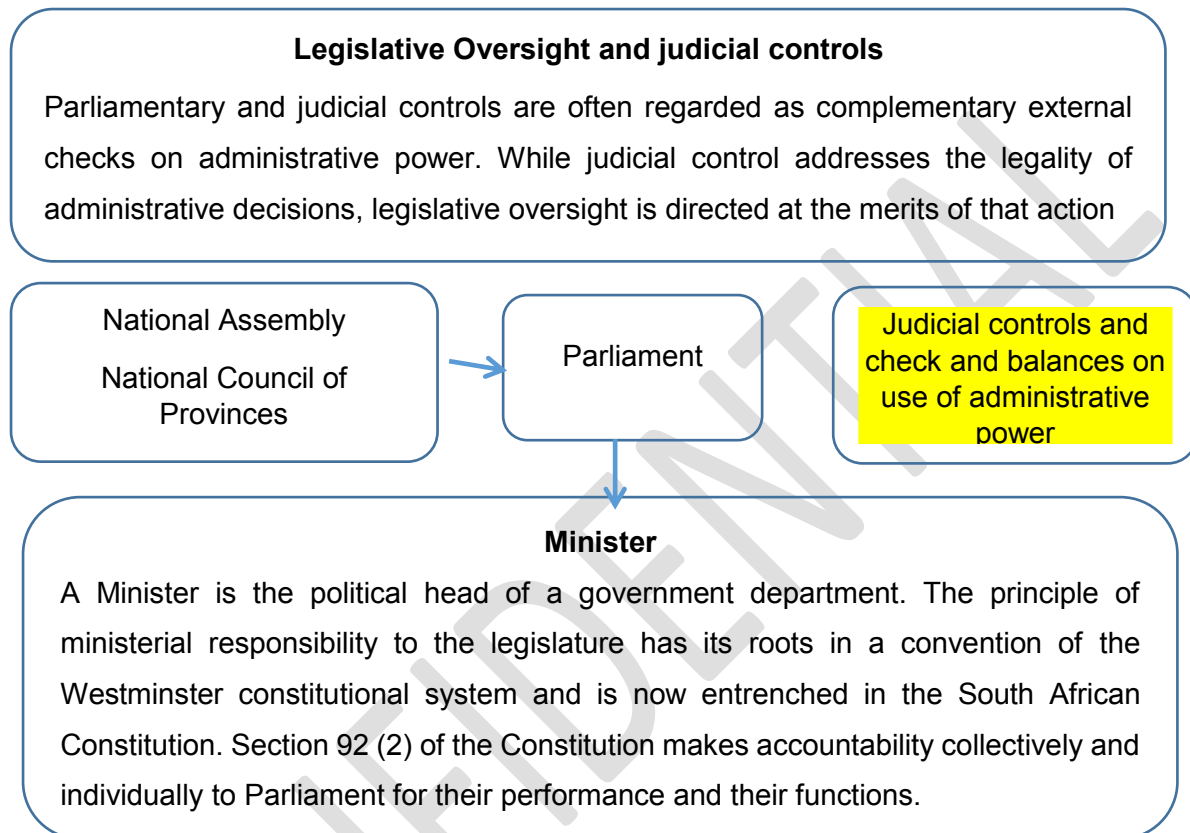 Legislative Oversight and judicial controls
Parliamentary and judicial controls are often regarded as complementary external
checks on administrative power. While judicial control addresses the legality of
administrative decisions, legislative oversight is directed at the merits of that action
National Assembly
National Council of
Provinces
Parliament
Judicial controls and
check and balances on
use of administrative
power
Minister
A Minister is the political head of a government department. The principle of
ministerial responsibility to the legislature has its roots in a convention of the
Westminster constitutional system and is now entrenched in the South African
Constitution. Section 92 (2) of the Constitution makes accountability collectively and
individually to Parliament for their performance and their functions.
FIDENTIAL